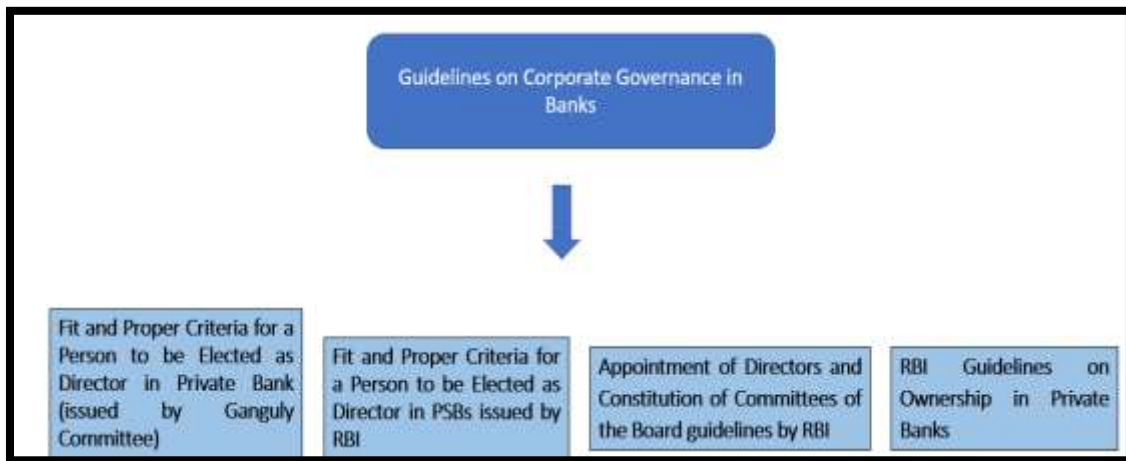 Guidelines on Corporate Governance in
Banks
Fit and Proper Criteria for a
Person to be Elected as
Director in Private Bank
(issued by Ganguly
Committee)
Fit and Proper Criteria for
a Person to be Elected as
Director in PSBs issued by
RBI
Appointment of Directors and
Constitution of Committees of
the Board guidelines by RBI
RBI Guidelines on
Ownership in Private
Banks